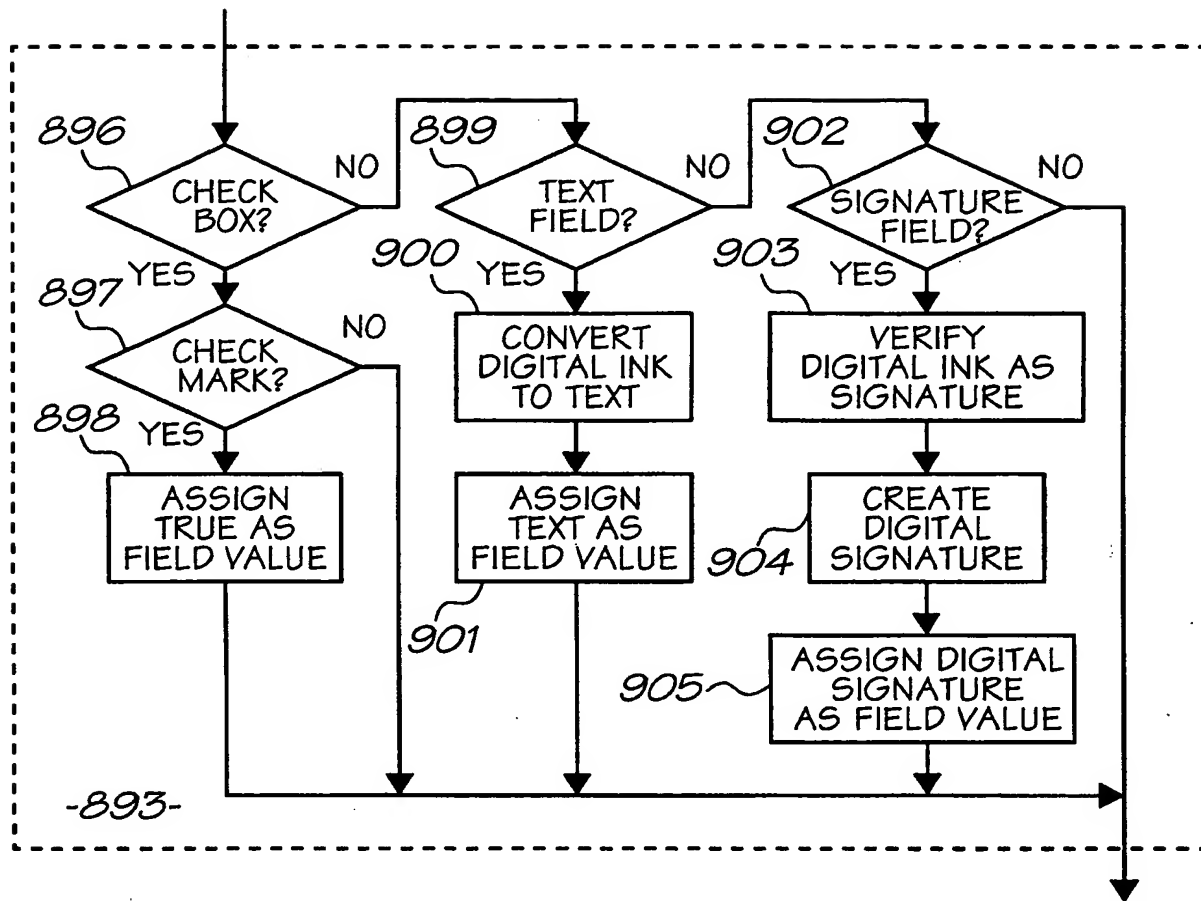 896
CHECK
BOX?
NO
YES
897
CHECK
MARK?
NO
YES
898
ASSIGN
TRUE AS
FIELD VALUE
899
TEXT
FIELD?
NO
YES
900
CONVERT
DIGITAL INK
TO TEXT
ASSIGN
TEXT AS
FIELD VALUE
901
902
SIGNATURE
FIELD?
NO
YES
903
VERIFY
DIGITAL INK AS
SIGNATURE
CREATE
DIGITAL
SIGNATURE
904
905
ASSIGN DIGITAL
SIGNATURE
AS FIELD VALUE
-893-